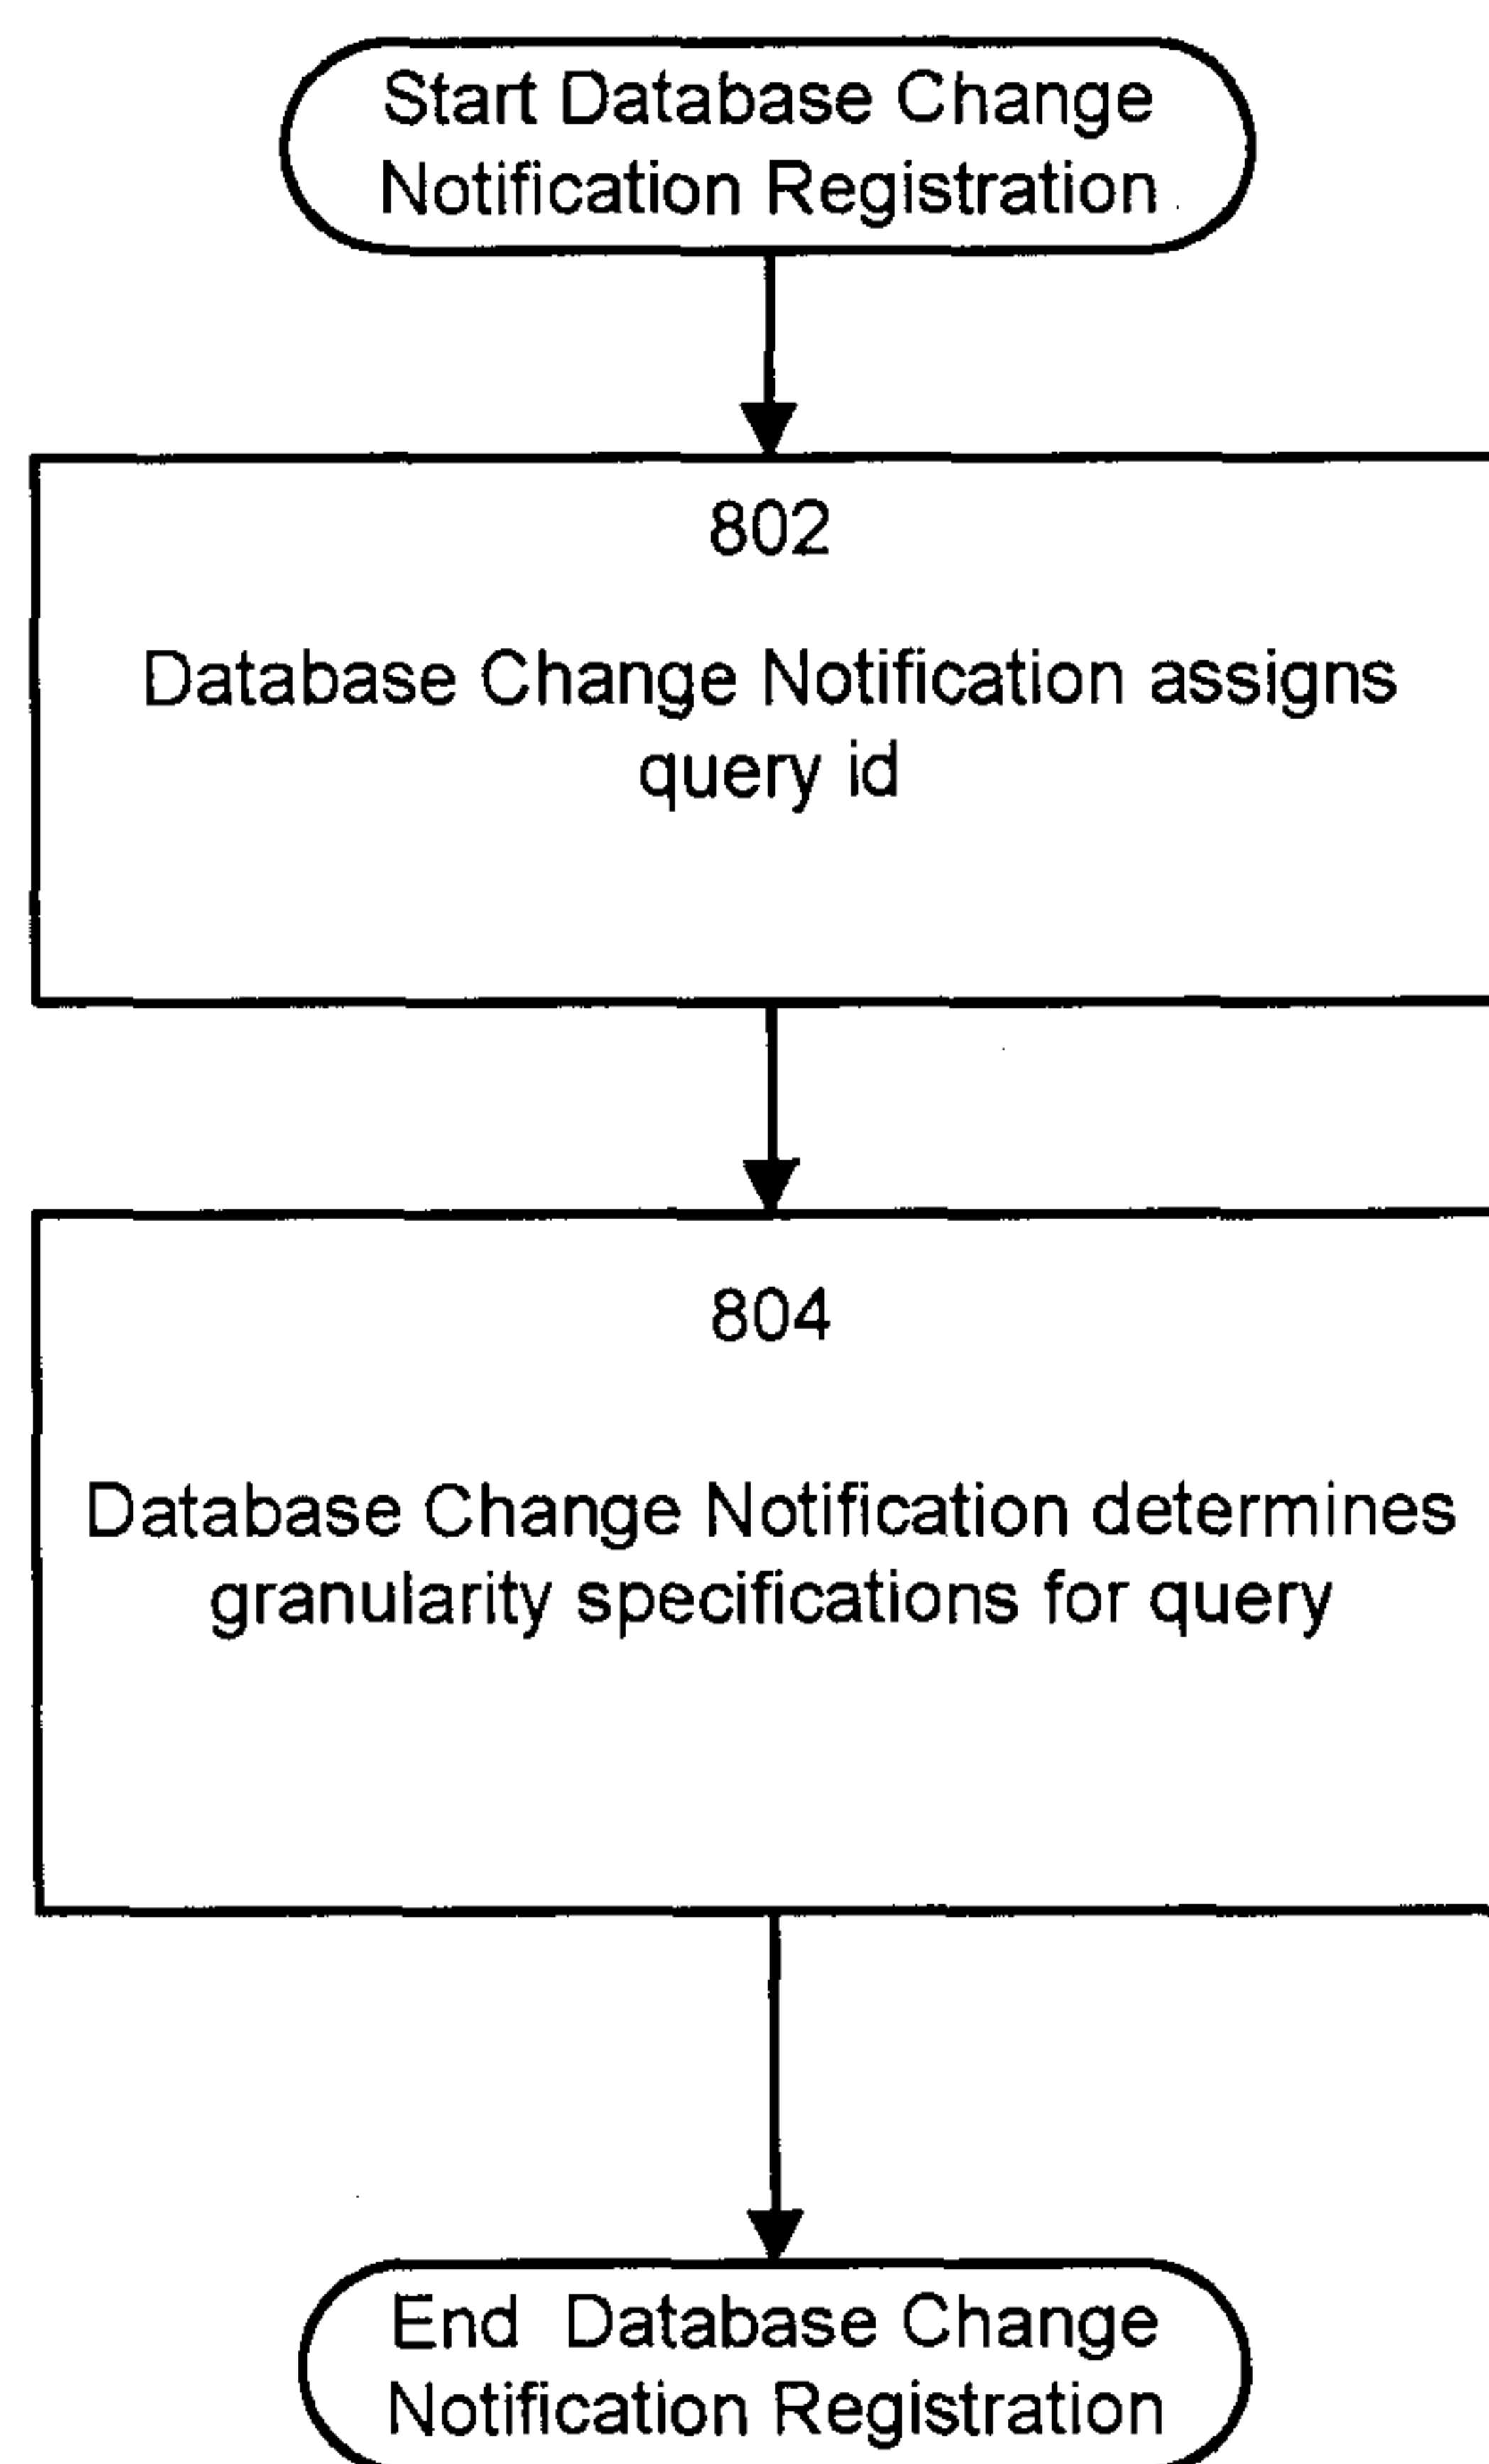 Start Database Change
Notification Registration
802
Database Change Notification assigns
query id
804
Database Change Notification determines
granularity specifications for query
End Database Change
Notification Registration